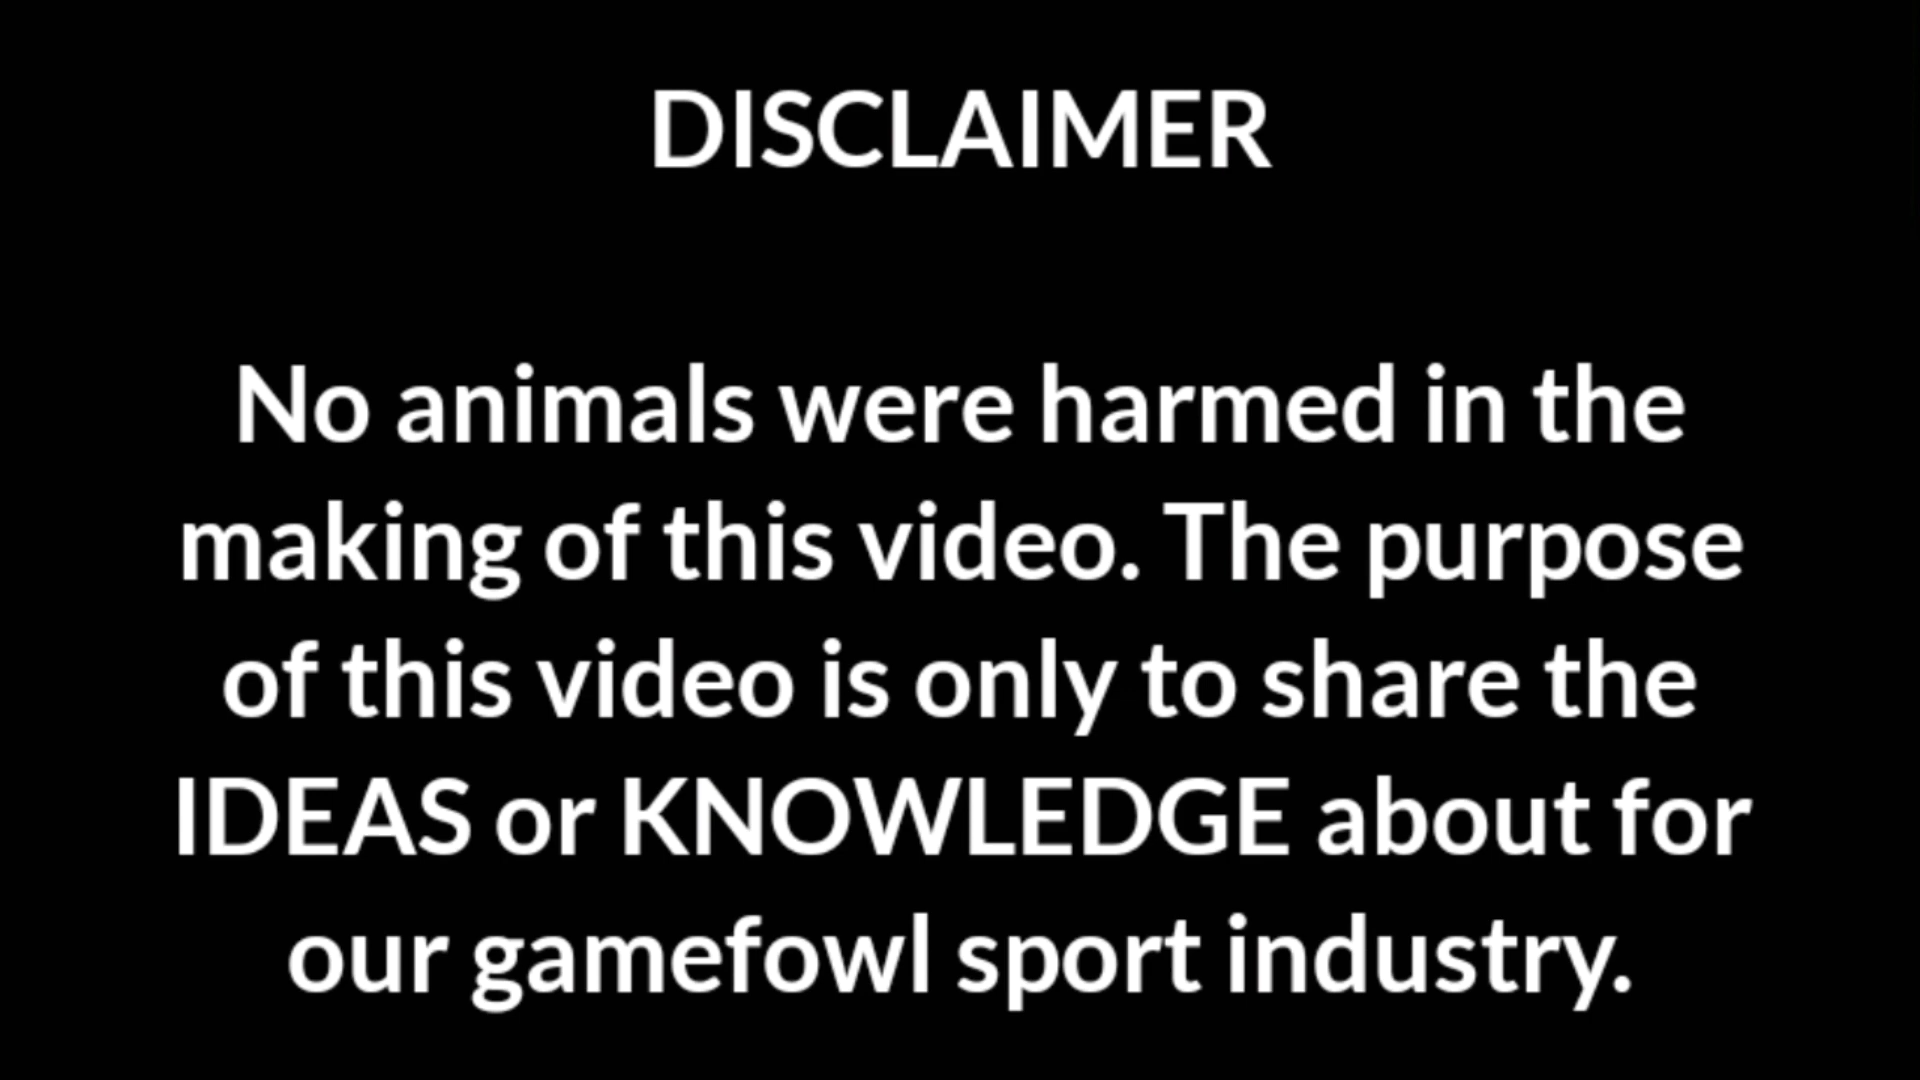 DISCLAIMER
No animals were harmed in the
making of this video. The purpose
of this video is only to share the
IDEAS or KNOWLEDGE about for
our gamefowl sport industry.